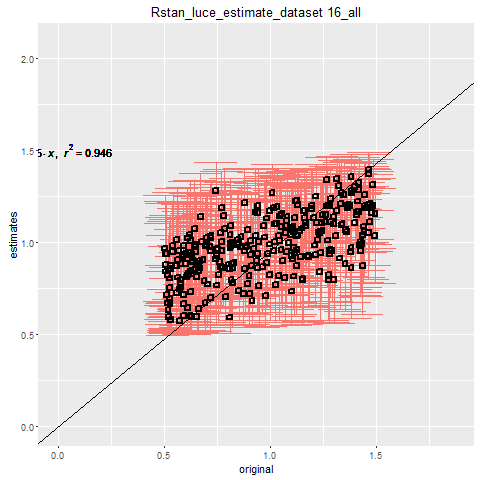 Rstan_luce_estimate_dataset 16_all
2.0
1.5
5· x, r² = 0.946
1.0
0.5
0.0
estimates
0.0 0.5 1.0 1.5
original